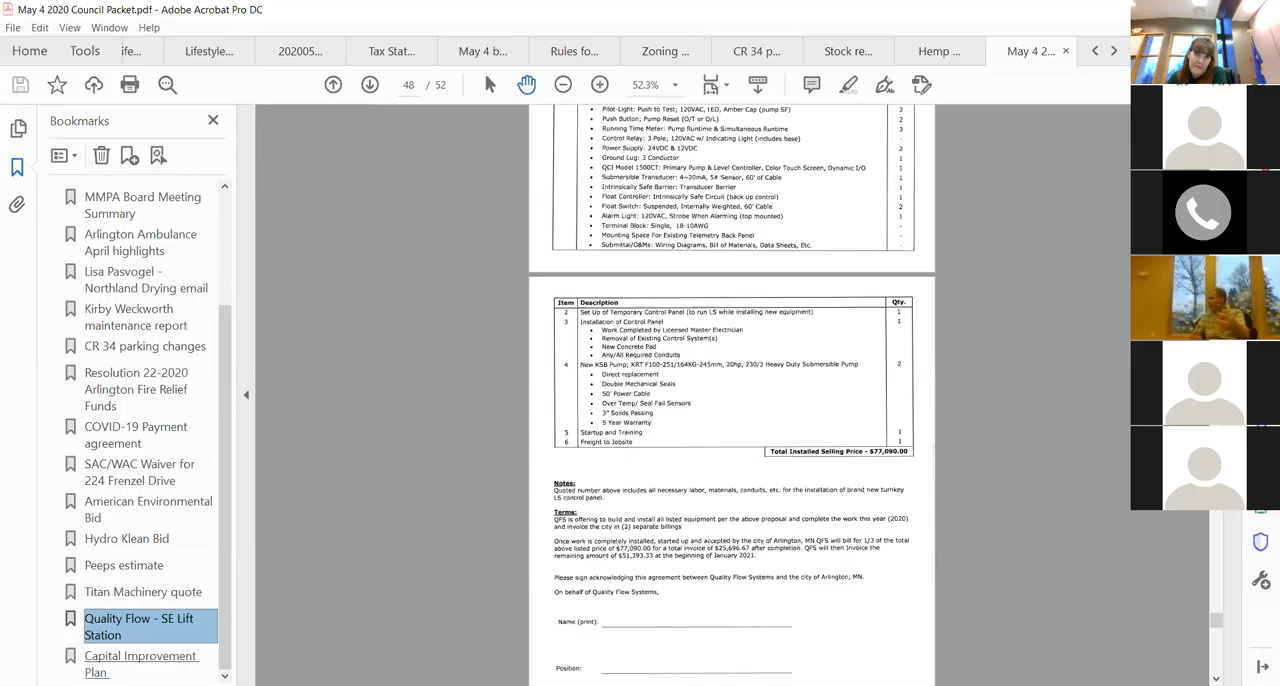 May 4 2020 Council Packet.pdf - Adobe Acrobat Pro DC
File Edit View Window Help
Home Tools ife... Lifestyle... 202005... Tax Stat... May 4 b... Rules fo... Zoning ... CR 34 p... Stock re... Hemp ... May 4 2... ×
48 / 52 52.3%
Bookmarks
MMPA Board Meeting
Summary
Arlington Ambulance
April highlights
Lisa Pasvogel -
Northland Drying email
Kirby Weckworth
maintenance report
CR 34 parking changes
Resolution 22-2020
Arlington Fire Relief
Funds
COVID-19 Payment
agreement
SAC/WAC Waiver for
224 Frenzel Drive
American Environmental
Bid
Hydro Klean Bid
Peeps estimate
Titan Machinery quote
Quality Flow - SE Lift
Station
Capital Improvement
Plan
• Pilot-Light: Push to Test; 120VAC, LED, Amber Cap (pump SF) 2
• Push Button; Pump Reset (O/T or O/L) 2
• Running Time Meter: Pump Runtime & Simultaneous Runtime 3
• Control Relay: 3 Pole; 120VAC w/ Indicating Light (includes base) -
• Power Supply: 24VDC & 12VDC 2
• Ground Lug: 3 Conductor 1
• QCI Model 1500CT: Primary Pump & Level Controller, Color Touch Screen, Dynamic I/O 1
• Submersible Transducer: 4~20mA, 5# Sensor, 60' of Cable 1
• Intrinsically Safe Barrier: Transducer Barrier 1
• Float Controller: Intrinsically Safe Circuit (back up control) 1
• Float Switch: Suspended, Internally Weighted, 60' Cable 2
• Alarm Light: 120VAC, Strobe When Alarming (top mounted) 1
• Terminal Block: Single, 18-10AWG -
• Mounting Space For Existing Telemetry Back Panel -
• Submittal/O&Ms: Wiring Diagrams, Bill of Materials, Data Sheets, Etc. -
Item Description Qty.
2 Set Up of Temporary Control Panel (to run LS while installing new equipment) 1
3 Installation of Control Panel 1
• Work Completed by Licensed Master Electrician
• Removal of Existing Control System(s)
• New Concrete Pad
• Any/All Required Conduits
4 New KSB Pump; KRT F100-251/164XG-245mm, 20hp, 230/3 Heavy Duty Submersible Pump 2
• Direct replacement
• Double Mechanical Seals
• 50' Power Cable
• Over Temp/ Seal Fail Sensors
• 3" Solids Passing
• 5 Year Warranty
5 Startup and Training 1
6 Freight to Jobsite 1
Total Installed Selling Price - $77,090.00
Notes:
Quoted number above includes all necessary labor, materials, conduits, etc. for the installation of brand new turnkey
LS control panel.
Terms:
QFS is offering to build and install all listed equipment per the above proposal and complete the work this year (2020)
and invoice the city in (2) separate billings
Once work is completely installed, started up and accepted by the city of Arlington, MN QFS will bill for 1/3 of the total
above listed price of $77,090.00 for a total invoice of $25,696.67 after completion. QFS will then Invoice the
remaining amount of $51,393.33 at the beginning of January 2021.
Please sign acknowledging this agreement between Quality Flow Systems and the city of Arlington, MN.
On behalf of Quality Flow Systems,
Name (print):
Position: